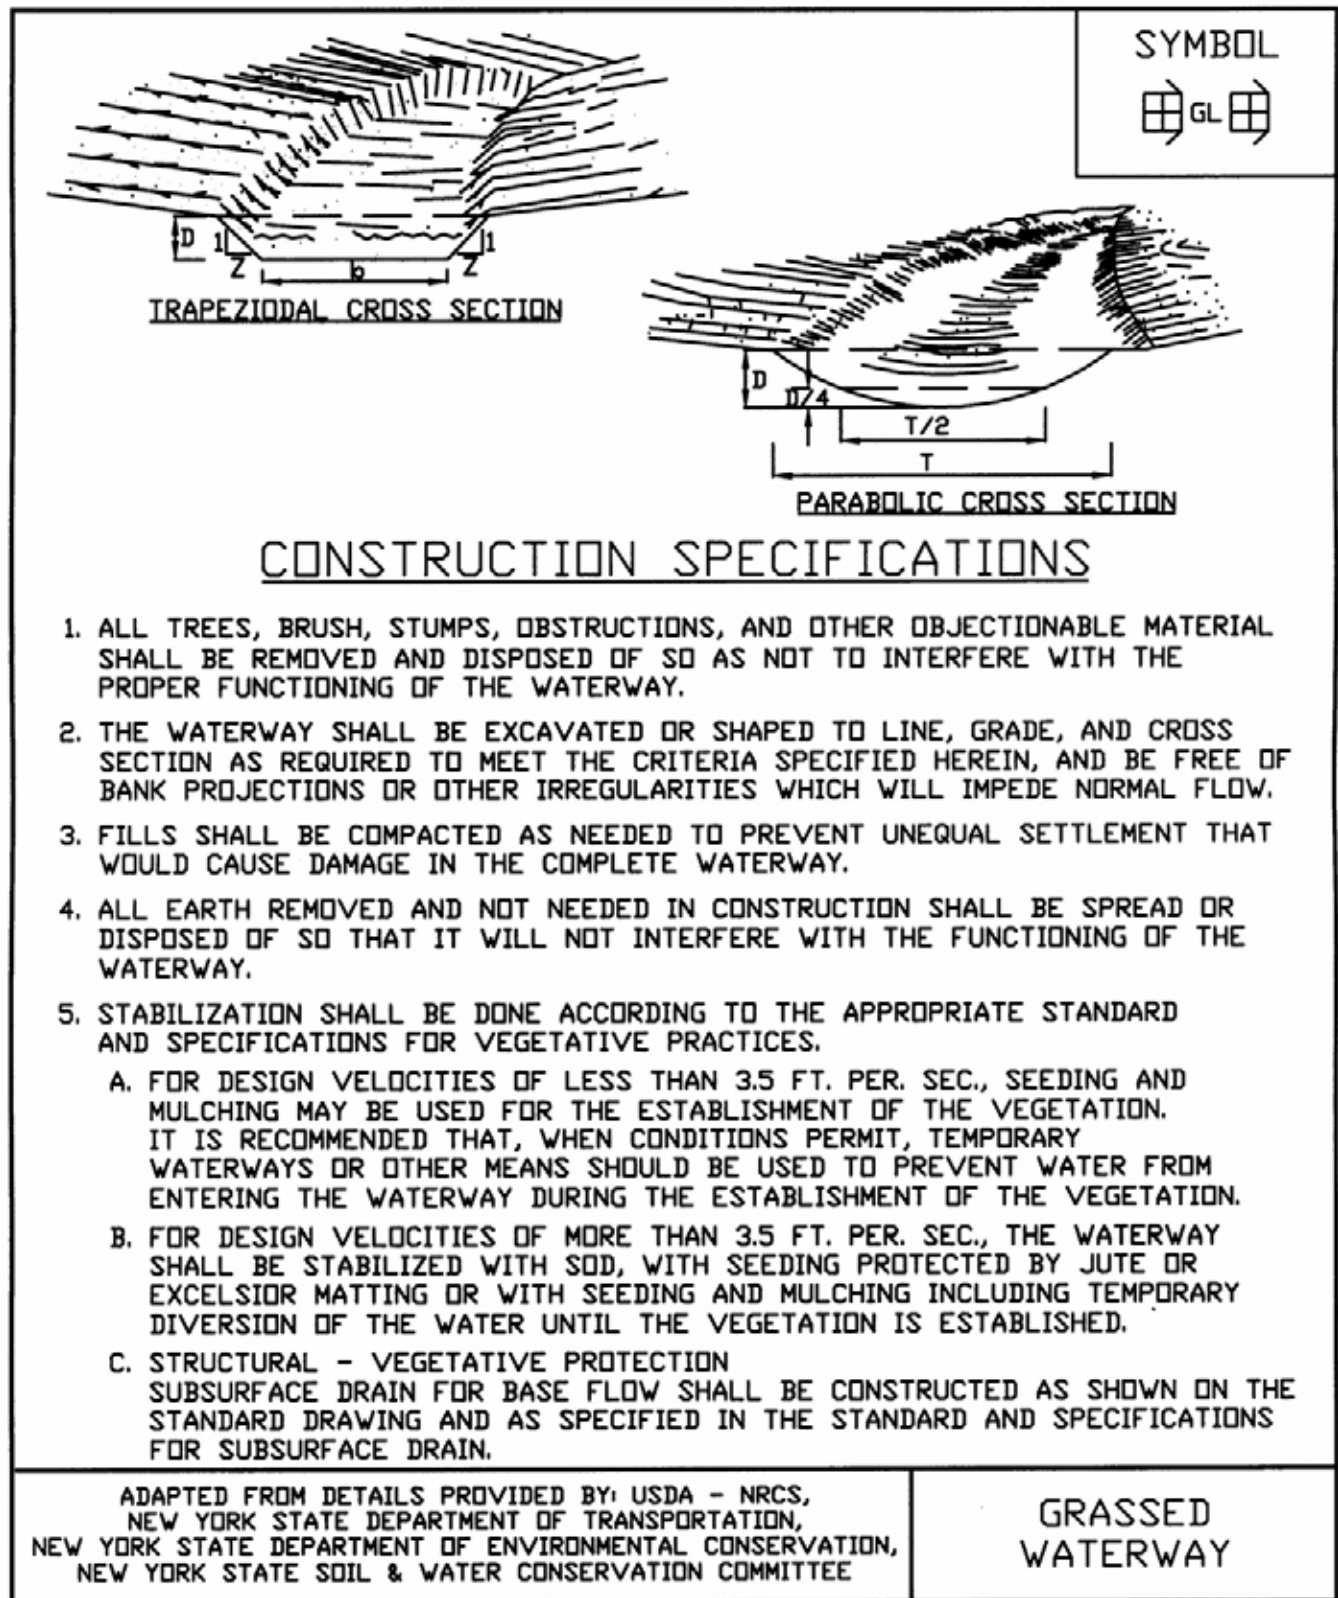 SYMBOL
GL
D
1
Z
b
1
Z
TRAPEZIODAL CROSS SECTION
D
D/4
T/2
T
PARABOLIC CROSS SECTION
CONSTRUCTION SPECIFICATIONS
1. ALL TREES, BRUSH, STUMPS, OBSTRUCTIONS, AND OTHER OBJECTIONABLE MATERIAL
SHALL BE REMOVED AND DISPOSED OF SO AS NOT TO INTERFERE WITH THE
PROPER FUNCTIONING OF THE WATERWAY.
2. THE WATERWAY SHALL BE EXCAVATED OR SHAPED TO LINE, GRADE, AND CROSS
SECTION AS REQUIRED TO MEET THE CRITERIA SPECIFIED HEREIN, AND BE FREE OF
BANK PROJECTIONS OR OTHER IRREGULARITIES WHICH WILL IMPEDE NORMAL FLOW.
3. FILLS SHALL BE COMPACTED AS NEEDED TO PREVENT UNEQUAL SETTLEMENT THAT
WOULD CAUSE DAMAGE IN THE COMPLETE WATERWAY.
4. ALL EARTH REMOVED AND NOT NEEDED IN CONSTRUCTION SHALL BE SPREAD OR
DISPOSED OF SO THAT IT WILL NOT INTERFERE WITH THE FUNCTIONING OF THE
WATERWAY.
5. STABILIZATION SHALL BE DONE ACCORDING TO THE APPROPRIATE STANDARD
AND SPECIFICATIONS FOR VEGETATIVE PRACTICES.
A. FOR DESIGN VELOCITIES OF LESS THAN 3.5 FT. PER. SEC., SEEDING AND
MULCHING MAY BE USED FOR THE ESTABLISHMENT OF THE VEGETATION.
IT IS RECOMMENDED THAT, WHEN CONDITIONS PERMIT, TEMPORARY
WATERWAYS OR OTHER MEANS SHOULD BE USED TO PREVENT WATER FROM
ENTERING THE WATERWAY DURING THE ESTABLISHMENT OF THE VEGETATION.
B. FOR DESIGN VELOCITIES OF MORE THAN 3.5 FT. PER. SEC., THE WATERWAY
SHALL BE STABILIZED WITH SOD, WITH SEEDING PROTECTED BY JUTE OR
EXCELSIOR MATTING OR WITH SEEDING AND MULCHING INCLUDING TEMPORARY
DIVERSION OF THE WATER UNTIL THE VEGETATION IS ESTABLISHED.
C. STRUCTURAL - VEGETATIVE PROTECTION
SUBSURFACE DRAIN FOR BASE FLOW SHALL BE CONSTRUCTED AS SHOWN ON THE
STANDARD DRAWING AND AS SPECIFIED IN THE STANDARD AND SPECIFICATIONS
FOR SUBSURFACE DRAIN.
ADAPTED FROM DETAILS PROVIDED BY: USDA - NRCS,
NEW YORK STATE DEPARTMENT OF TRANSPORTATION,
NEW YORK STATE DEPARTMENT OF ENVIRONMENTAL CONSERVATION,
NEW YORK STATE SOIL & WATER CONSERVATION COMMITTEE
GRASSED
WATERWAY